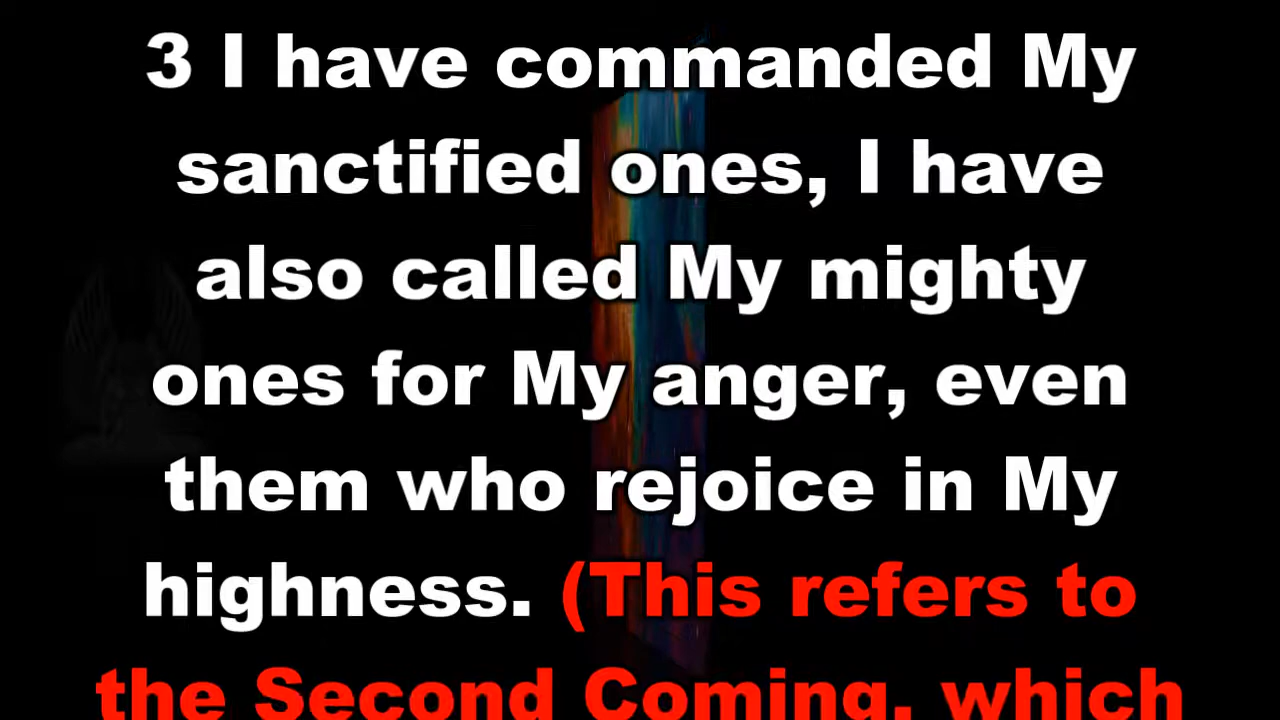 3 I have commanded My
sanctified ones, I have
also called My mighty
ones for My anger, even
them who rejoice in My
highness. (This refers to
the Second Coming, which